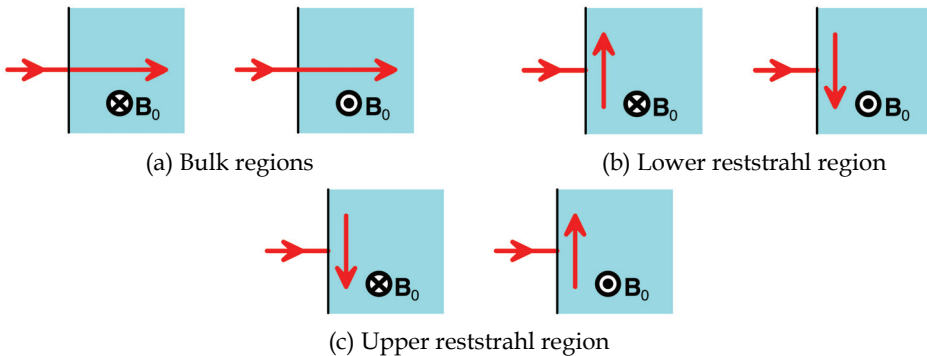 B₀ B₀ B₀ B₀
(a) Bulk regions (b) Lower reststrahl region
B₀ B₀
(c) Upper reststrahl region